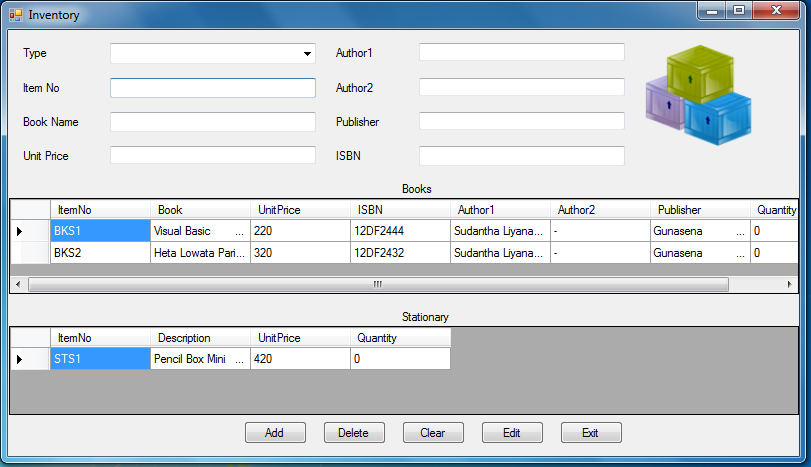 Inventory
Type Author1
Item No Author2
Book Name Publisher
Unit Price ISBN
Books
ItemNo Book UnitPrice ISBN Author1 Author2 Publisher Quantity
BKS1 Visual Basic ... 220 12DF2444 Sudantha Liyana... - Gunasena ... 0
BKS2 Heta Lowata Pari... 320 12DF2432 Sudantha Liyana... - Gunasena ... 0
Stationary
ItemNo Description UnitPrice Quantity
STS1 Pencil Box Mini ... 420 0
Add Delete Clear Edit Exit